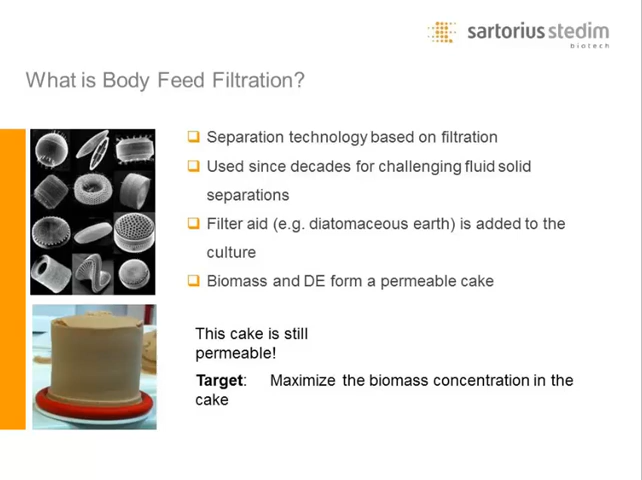 sartorius stedim
biotech
What is Body Feed Filtration?
Separation technology based on filtration
Used since decades for challenging fluid solid
separations
Filter aid (e.g. diatomaceous earth) is added to the
culture
Biomass and DE form a permeable cake
This cake is still
permeable!
Target: Maximize the biomass concentration in the
cake